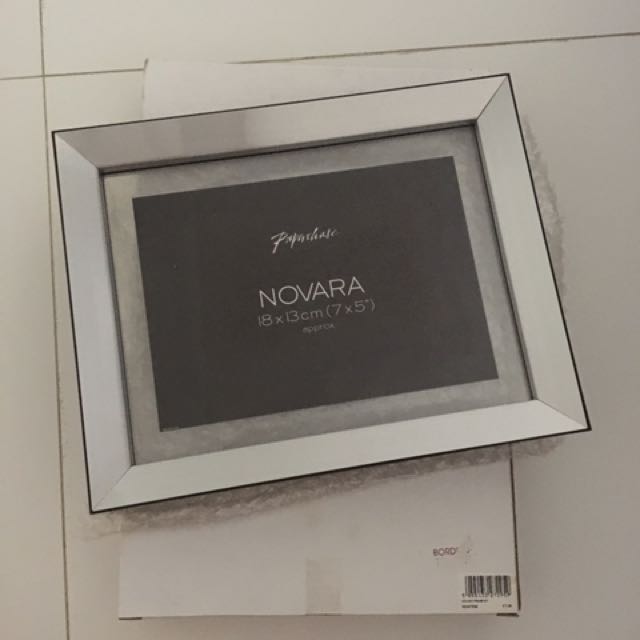 Paperchase
NOVARA
18 x 13cm (7 x 5")
approx
BORD